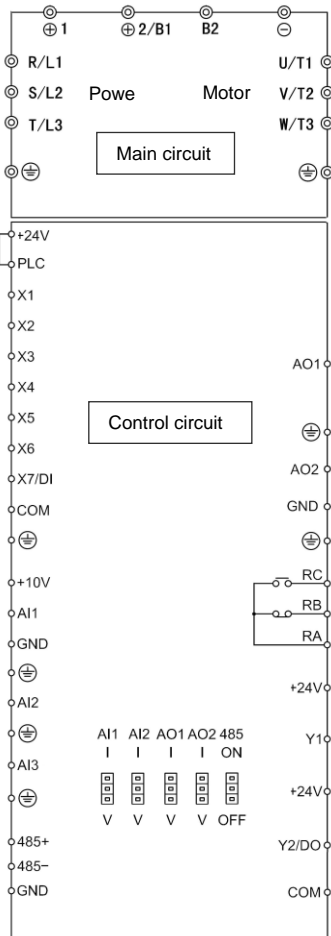 ⊕1 ⊕2/B1 B2 ⊖
R/L1 U/T1
S/L2 Powe Motor V/T2
T/L3 W/T3
Main circuit
+24V
PLC
X1
X2
X3
X4
X5
X6
X7/DI
COM
+10V
AI1
GND
AI2
AI3
485+
485−
GND
Control circuit
AO1
AO2
GND
RC
RB
RA
+24V
Y1
+24V
Y2/DO
COM
AI1 AI2 AO1 AO2 485
I I I I ON
V V V V OFF